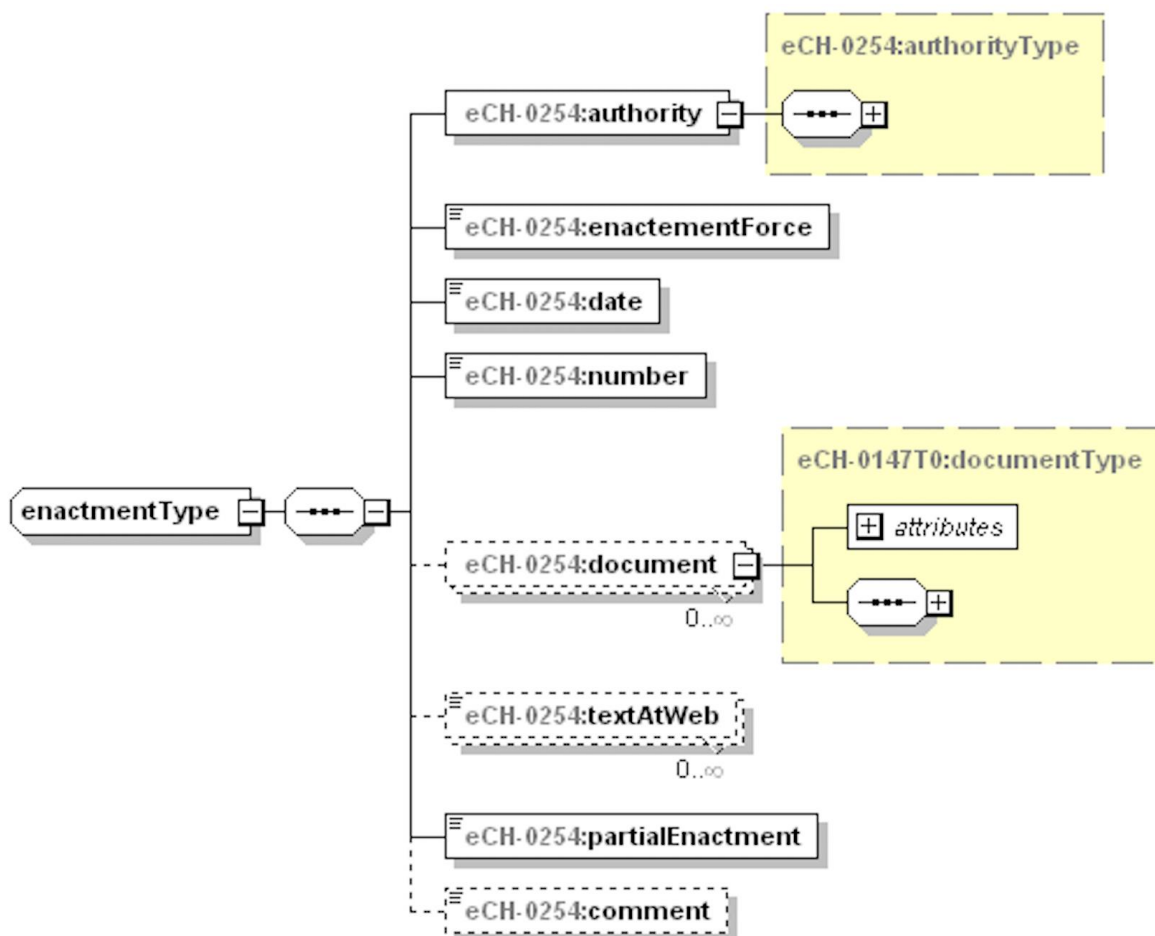 eCH-0254:authorityType
eCH-0254:authority
eCH-0254:enactementForce
eCH-0254:date
eCH-0254:number
eCH-0147T0:documentType
enactmentType
attributes
eCH-0254:document
0..∞
eCH-0254:textAtWeb
0..∞
eCH-0254:partialEnactment
eCH-0254:comment